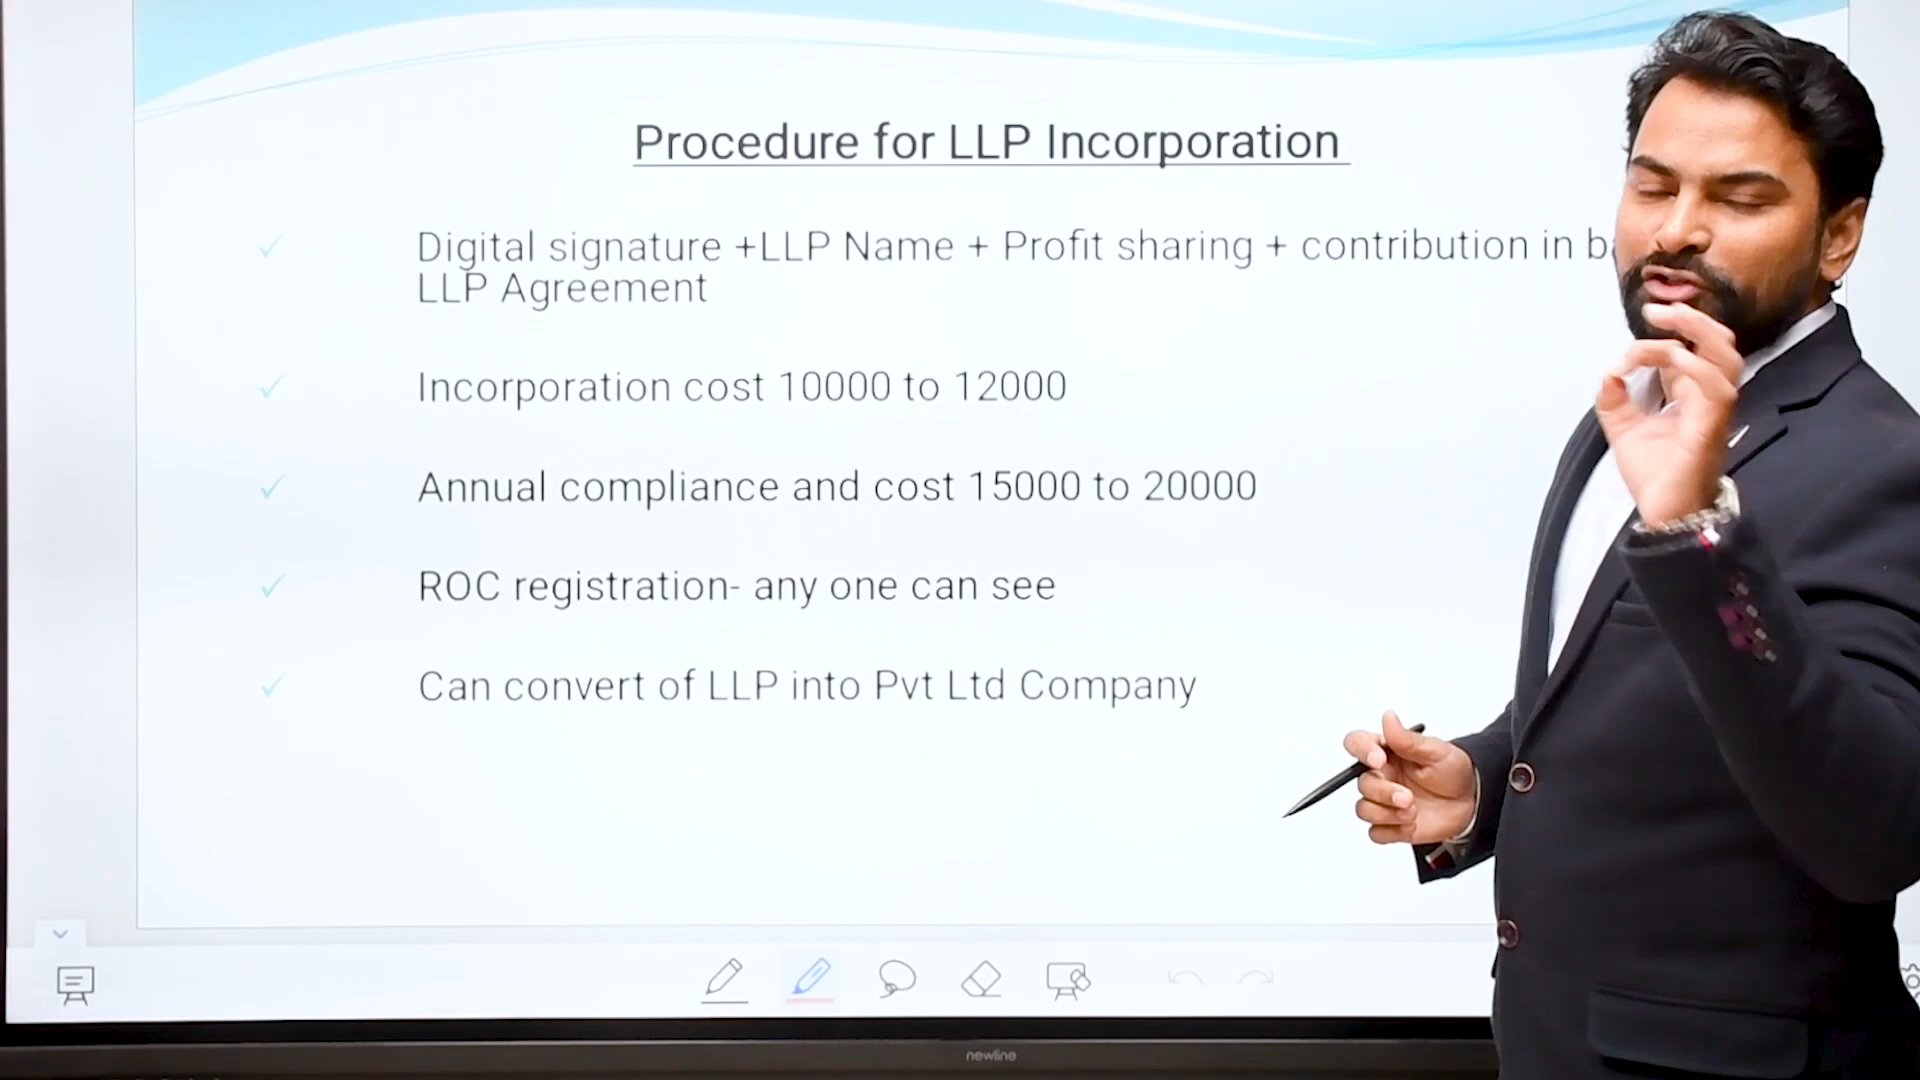 Procedure for LLP Incorporation
Digital signature +LLP Name + Profit sharing + contribution in
LLP Agreement
Incorporation cost 10000 to 12000
Annual compliance and cost 15000 to 20000
ROC registration- any one can see
Can convert of LLP into Pvt Ltd Company
newline